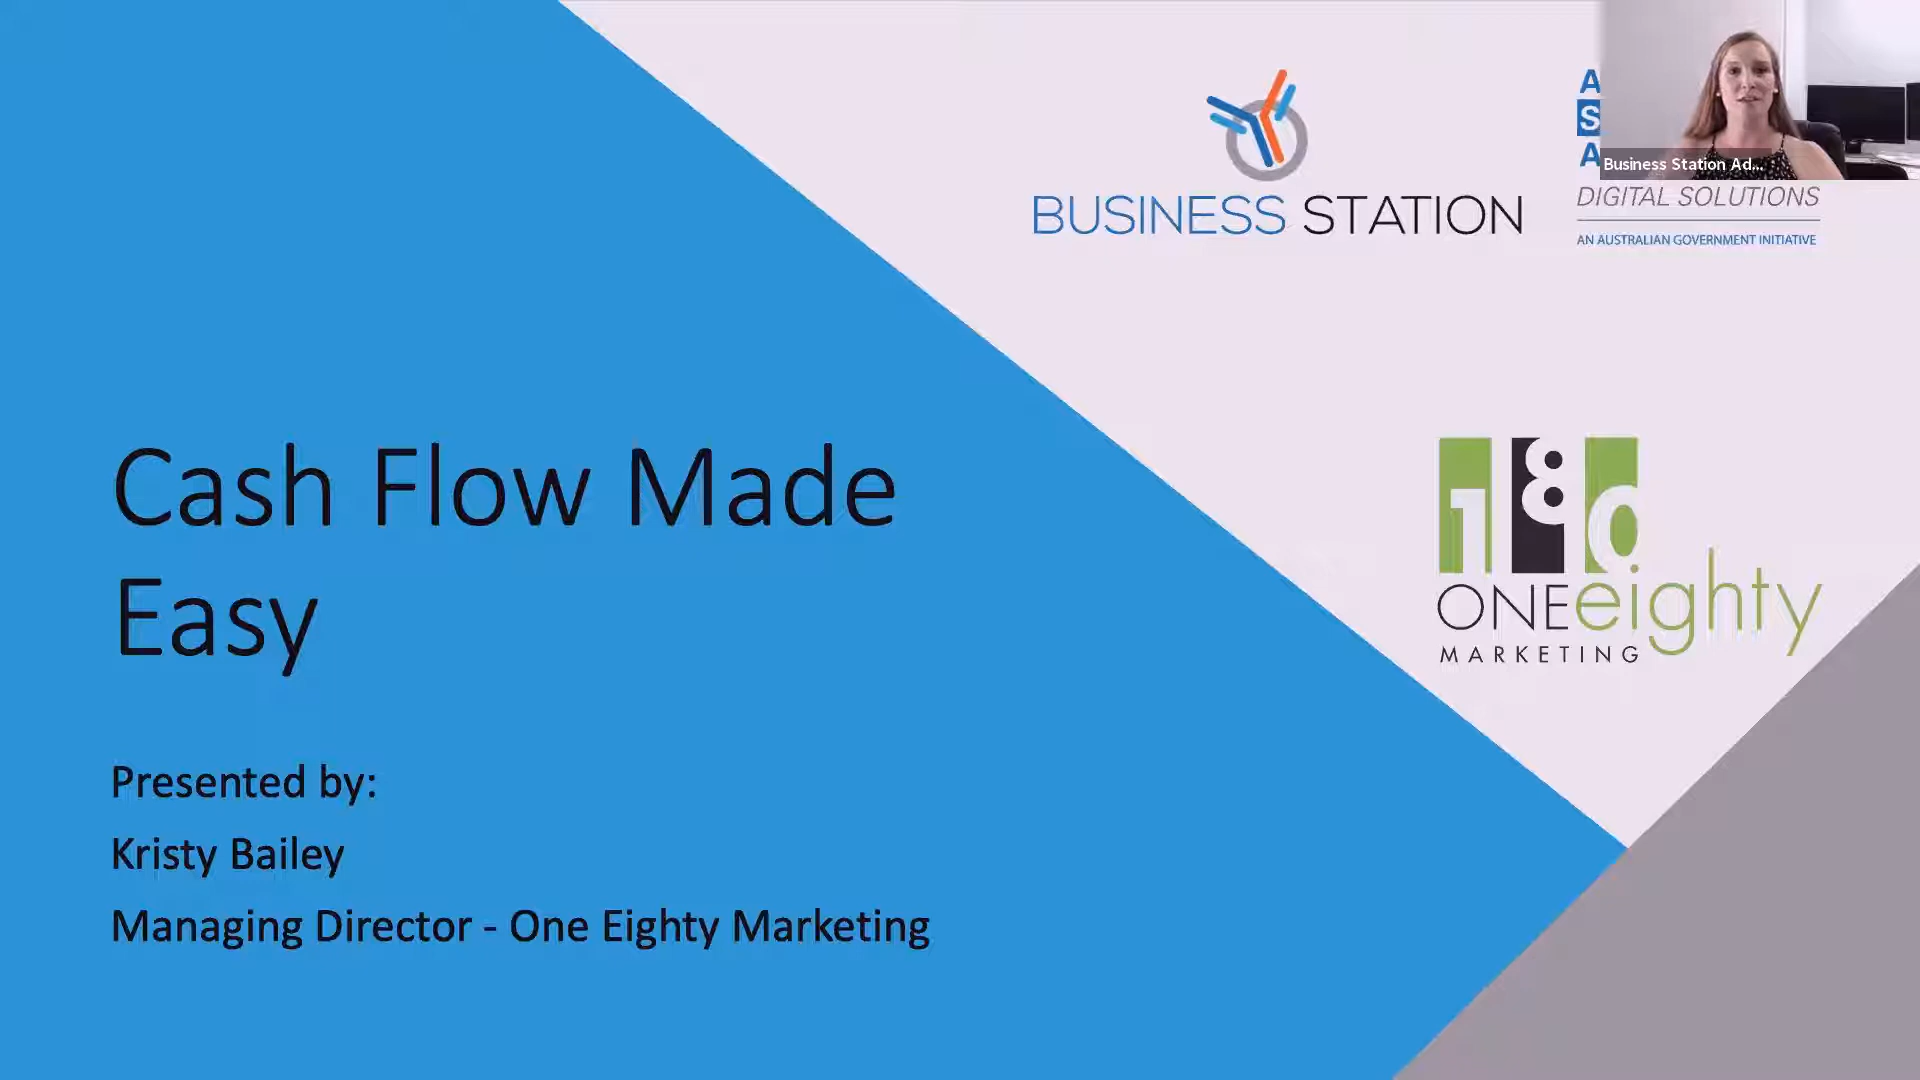 BUSINESS STATION
A
S
A
Business Station Ad...
DIGITAL SOLUTIONS
AN AUSTRALIAN GOVERNMENT INITIATIVE
Cash Flow Made
Easy
180
ONEeighty
MARKETING
Presented by:
Kristy Bailey
Managing Director - One Eighty Marketing